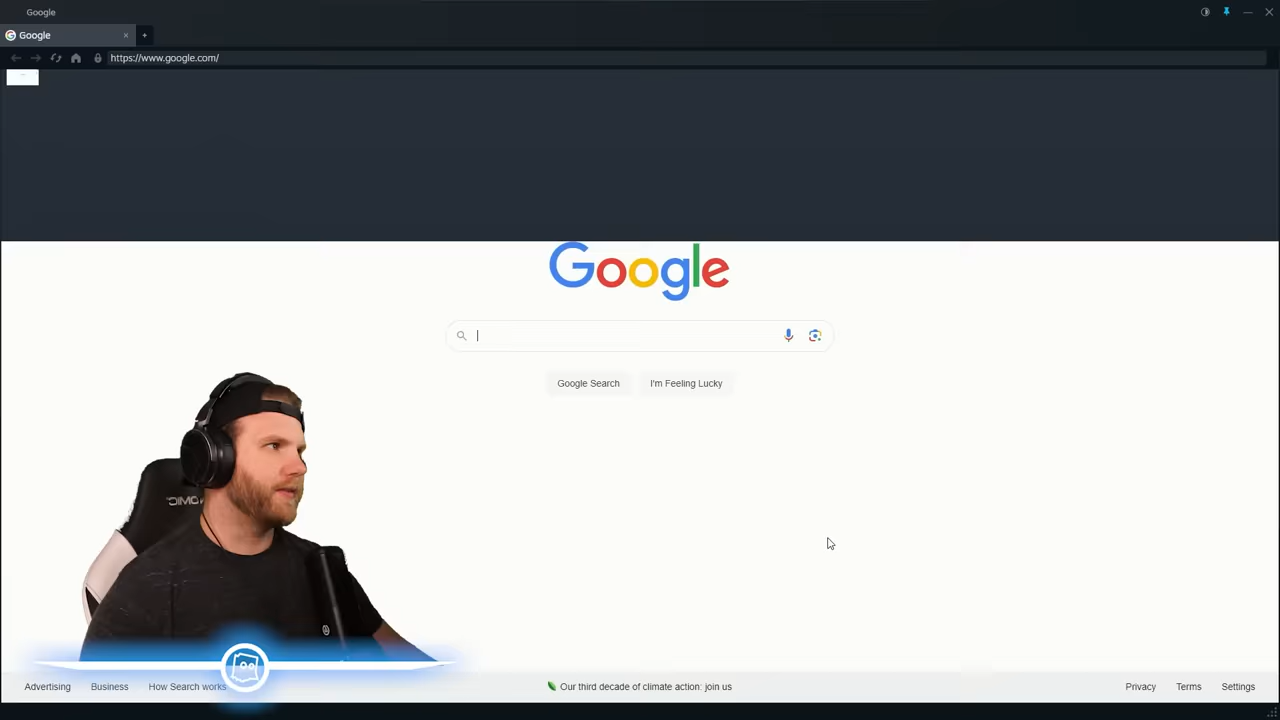 Google
Google
https://www.google.com/
Google
Google Search
I'm Feeling Lucky
Advertising
Business
How Search works
Our third decade of climate action: join us
Privacy
Terms
Settings